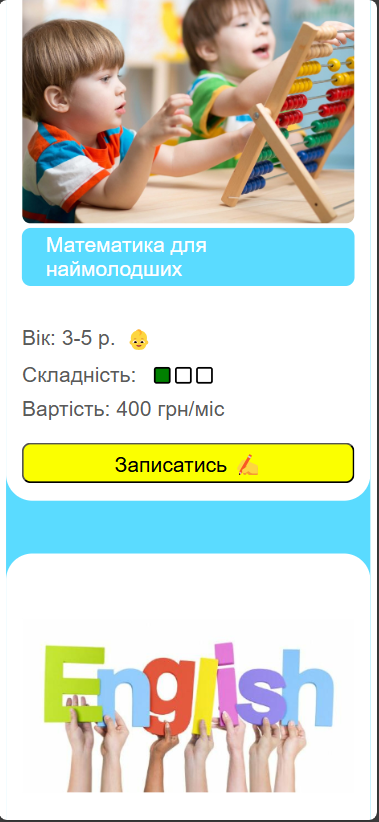 Математика для
наймолодших
Вік: 3-5 р. 👶
Складність:
Вартість: 400 грн/міс
Записатись ✍️
English